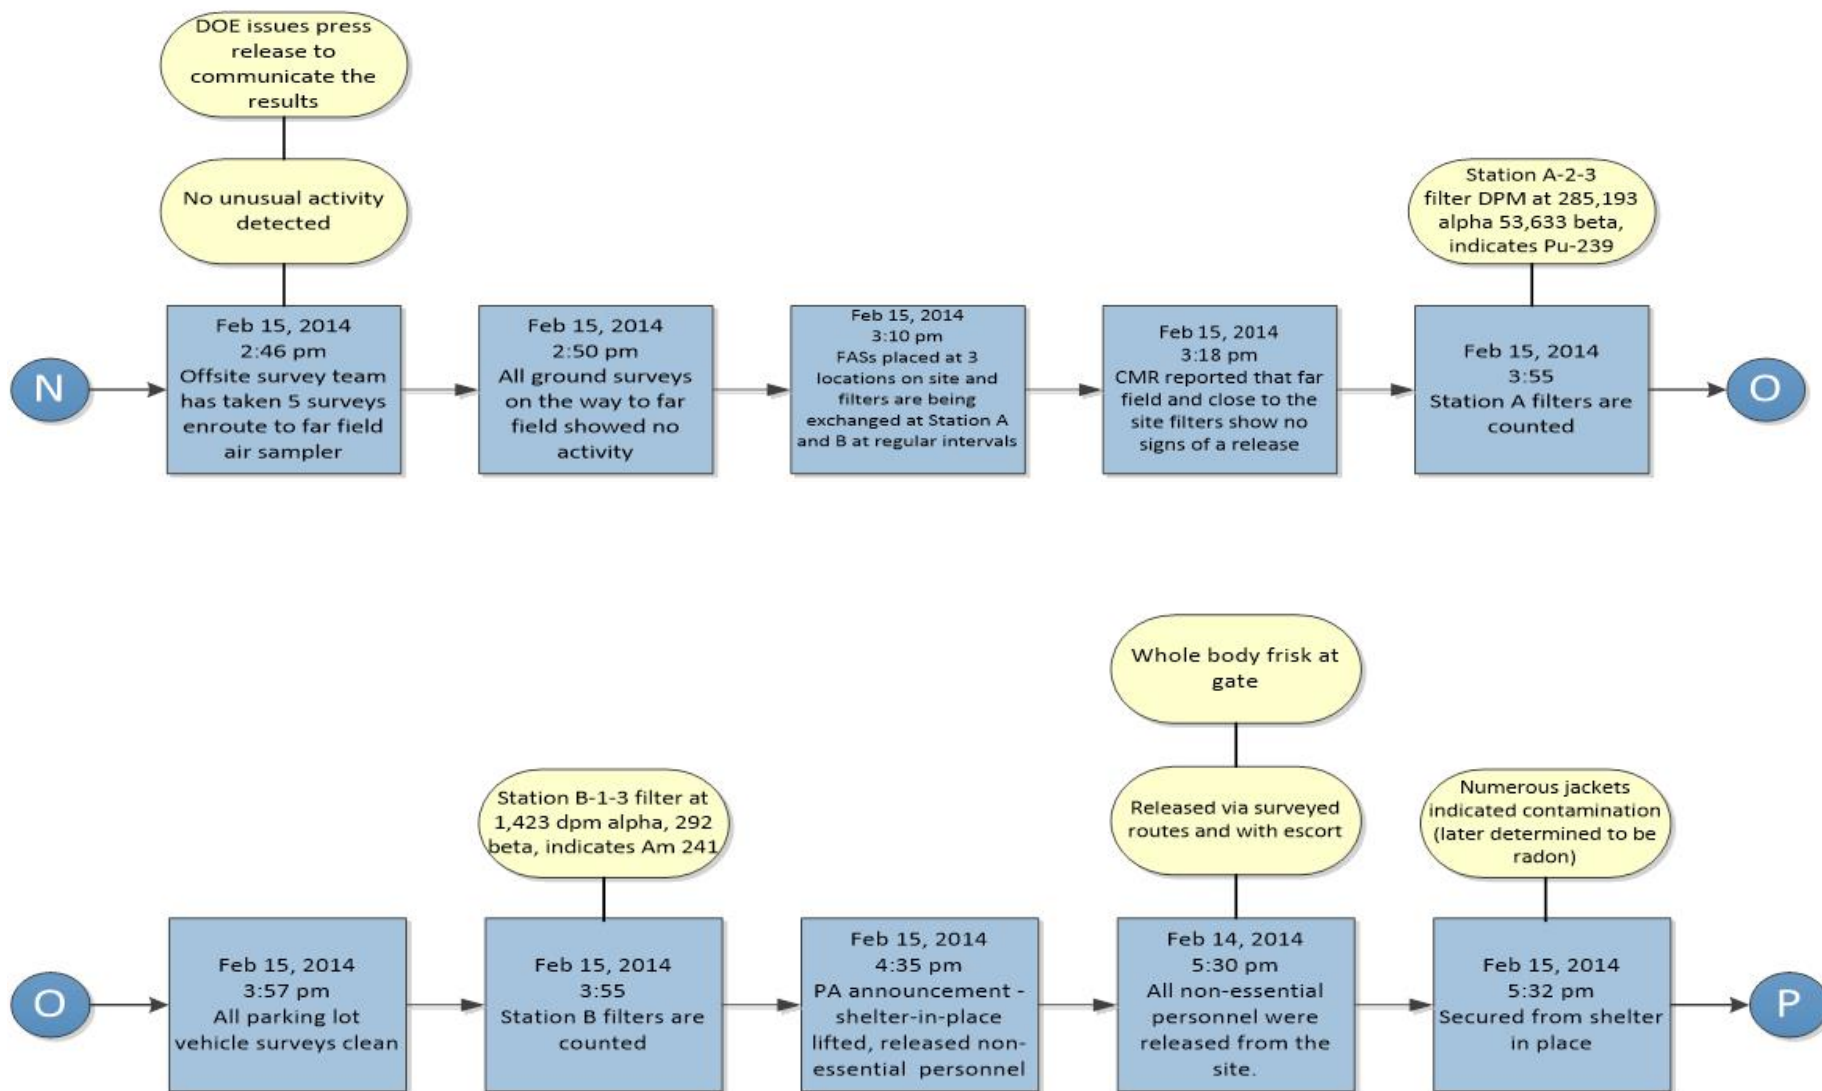 DOE issues press
release to
communicate the
results
No unusual activity
detected
Station A-2-3
filter DPM at 285,193
alpha 53,633 beta,
indicates Pu-239
N
Feb 15, 2014
2:46 pm
Offsite survey team
has taken 5 surveys
enroute to far field
air sampler
Feb 15, 2014
2:50 pm
All ground surveys
on the way to far
field showed no
activity
Feb 15, 2014
3:10 pm
FASs placed at 3
locations on site and
filters are being
exchanged at Station A
and B at regular intervals
Feb 15, 2014
3:18 pm
CMR reported that far
field and close to the
site filters show no
signs of a release
Feb 15, 2014
3:55
Station A filters are
counted
O
Whole body frisk at
gate
Station B-1-3 filter at
1,423 dpm alpha, 292
beta, indicates Am 241
Released via surveyed
routes and with escort
Numerous jackets
indicated contamination
(later determined to be
radon)
O
Feb 15, 2014
3:57 pm
All parking lot
vehicle surveys clean
Feb 15, 2014
3:55
Station B filters are
counted
Feb 15, 2014
4:35 pm
PA announcement -
shelter-in-place
lifted, released non-
essential personnel
Feb 14, 2014
5:30 pm
All non-essential
personnel were
released from the
site.
Feb 15, 2014
5:32 pm
Secured from shelter
in place
P